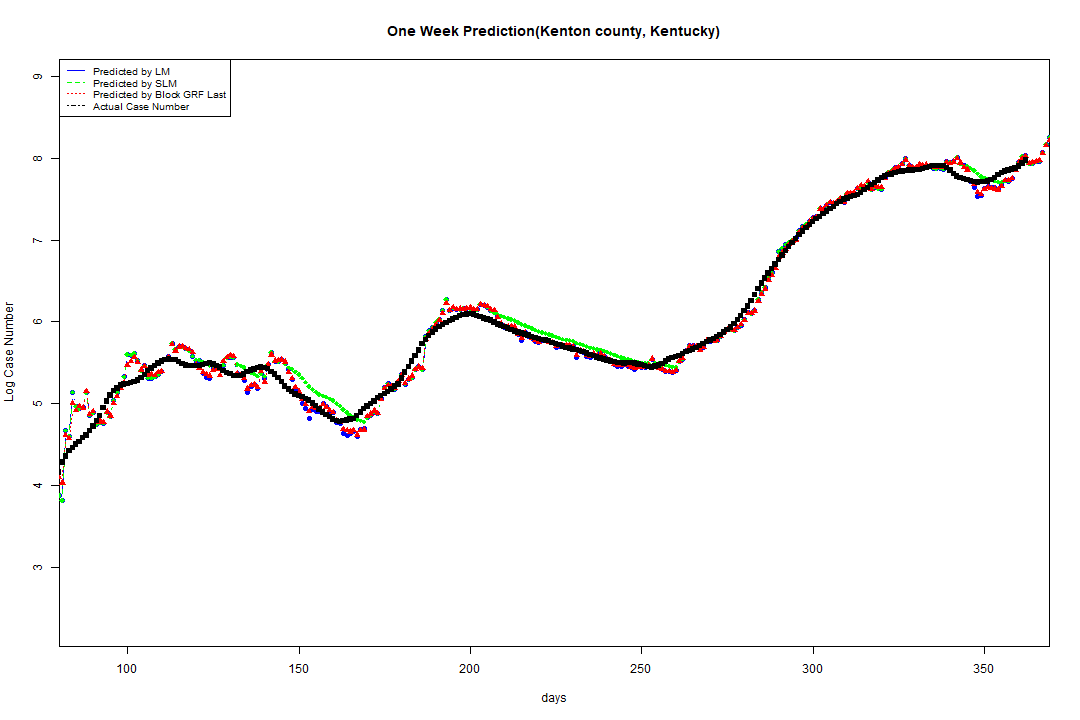 One Week Prediction(Kenton county, Kentucky)
Predicted by LM
Predicted by SLM
Predicted by Block GRF Last
Actual Case Number
9
8
7
6
5
4
3
Log Case Number
100 150 200 250 300 350
days